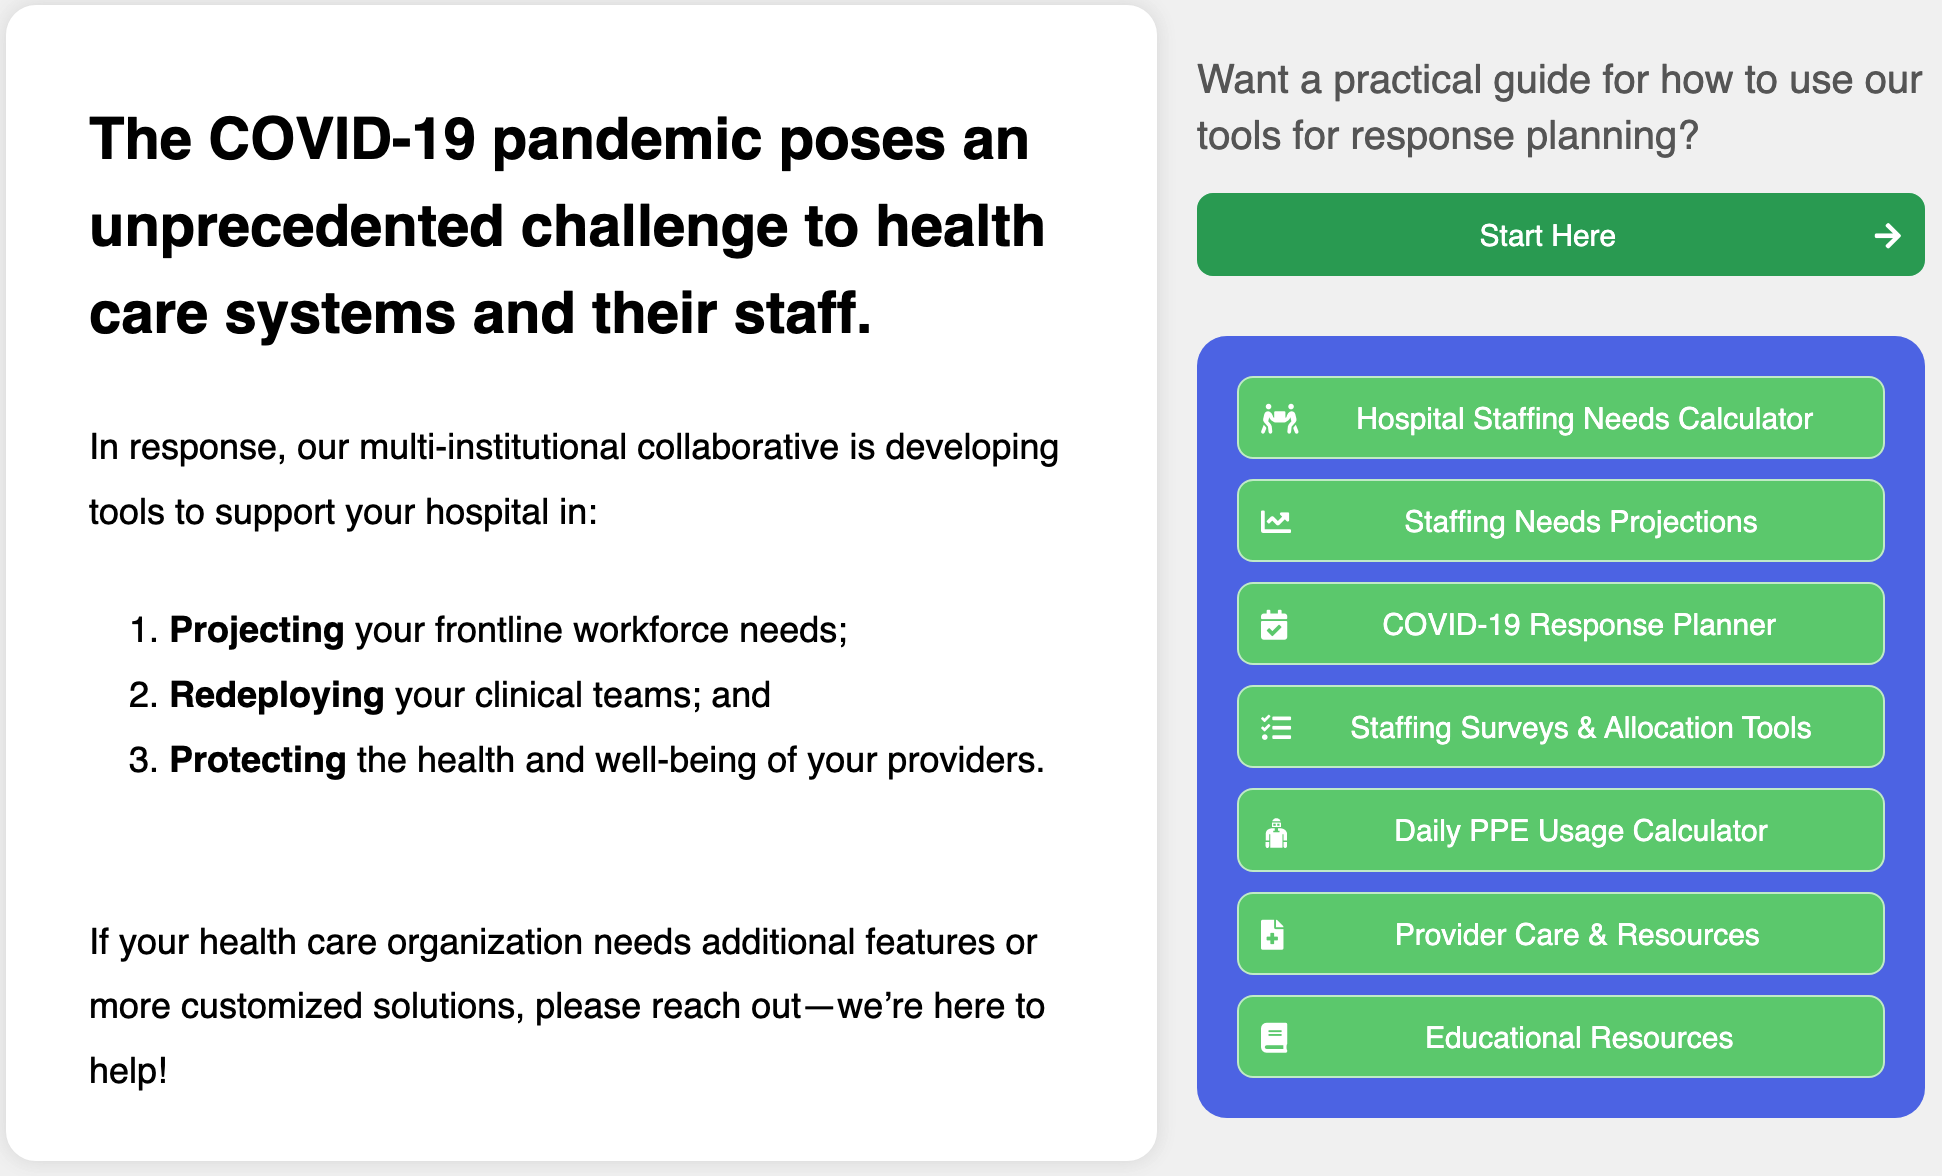 The COVID-19 pandemic poses an
unprecedented challenge to health
care systems and their staff.
In response, our multi-institutional collaborative is developing
tools to support your hospital in:
1. Projecting your frontline workforce needs;
2. Redeploying your clinical teams; and
3. Protecting the health and well-being of your providers.
If your health care organization needs additional features or
more customized solutions, please reach out—we’re here to
help!
Want a practical guide for how to use our
tools for response planning?
Start Here
Hospital Staffing Needs Calculator
Staffing Needs Projections
COVID-19 Response Planner
Staffing Surveys & Allocation Tools
Daily PPE Usage Calculator
Provider Care & Resources
Educational Resources